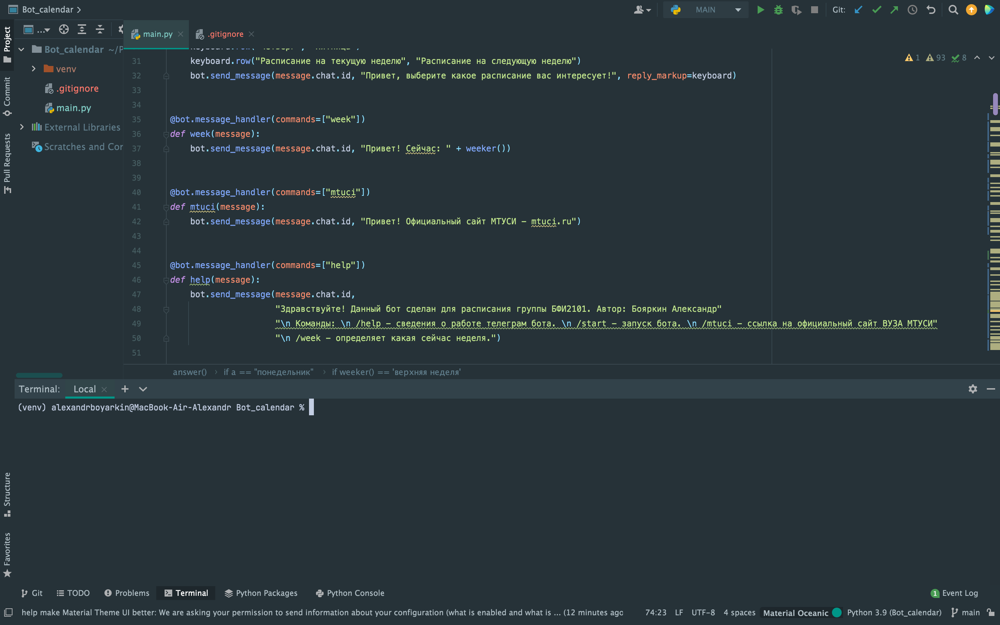 Bot_calendar
MAIN
Git:
Project
Commit
Pull Requests
Structure
Favorites
...
Bot_calendar ~/P
venv
.gitignore
main.py
External Libraries
Scratches and Cor
main.py
.gitignore
1 93 8
31 keyboard.row("Расписание на текущую неделю", "Расписание на следующую неделю")
32 bot.send_message(message.chat.id, "Привет, выберите какое расписание вас интересует!", reply_markup=keyboard)
33
34
35 @bot.message_handler(commands=["week"])
36 def week(message):
37 bot.send_message(message.chat.id, "Привет! Сейчас: " + weeker())
38
39
40 @bot.message_handler(commands=["mtuci"])
41 def mtuci(message):
42 bot.send_message(message.chat.id, "Привет! Официальный сайт МТУСИ – mtuci.ru")
43
44
45 @bot.message_handler(commands=["help"])
46 def help(message):
47 bot.send_message(message.chat.id,
48 "Здравствуйте! Данный бот сделан для расписания группы БФИ2101. Автор: Бояркин Александр"
49 "\n Команды: \n /help – сведения о работе телеграм бота. \n /start – запуск бота. \n /mtuci – ссылка на официальный сайт ВУЗА МТУСИ"
50 "\n /week – определяет какая сейчас неделя.")
51
answer() › if a == "понедельник" › if weeker() == 'верхняя неделя'
Terminal: Local
(venv) alexandrboyarkin@MacBook-Air-Alexandr Bot_calendar %
Git TODO Problems Terminal Python Packages Python Console 1 Event Log
help make Material Theme UI better: We are asking your permission to send information about your configuration (what is enabled and what is ... (12 minutes ago 74:23 LF UTF-8 4 spaces Material Oceanic Python 3.9 (Bot_calendar) main